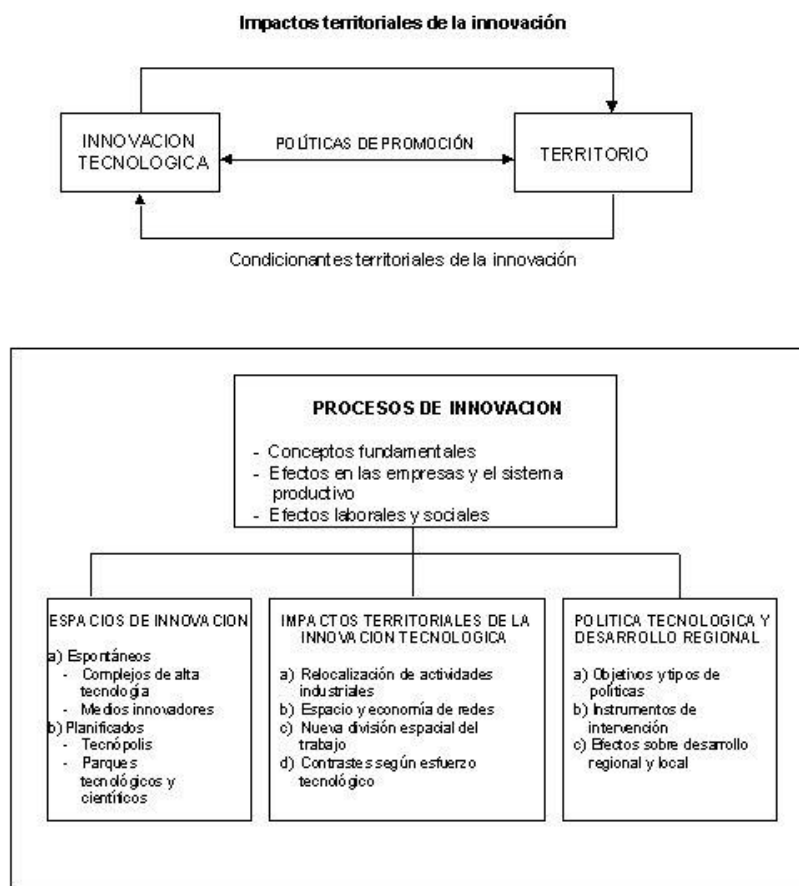 Impactos territoriales de la innovación
INNOVACION
TECNOLOGICA
POLÍTICAS DE PROMOCIÓN
TERRITORIO
Condicionantes territoriales de la innovación
PROCESOS DE INNOVACION
- Conceptos fundamentales
- Efectos en las empresas y el sistema
productivo
- Efectos laborales y sociales
ESPACIOS DE INNOVACION
a) Espontáneos
- Complejos de alta
tecnología
- Medios innovadores
b) Planificados
- Tecnópolis
- Parques
tecnológicos y
científicos
IMPACTOS TERRITORIALES DE LA
INNOVACION TECNOLOGICA
a) Relocalización de actividades
industriales
b) Espacio y economía de redes
c) Nueva división espacial del
trabajo
d) Contrastes según esfuerzo
tecnológico
POLITICA TECNOLOGICA Y
DESARROLLO REGIONAL
a) Objetivos y tipos de
políticas
b) Instrumentos de
intervención
c) Efectos sobre desarrollo
regional y local